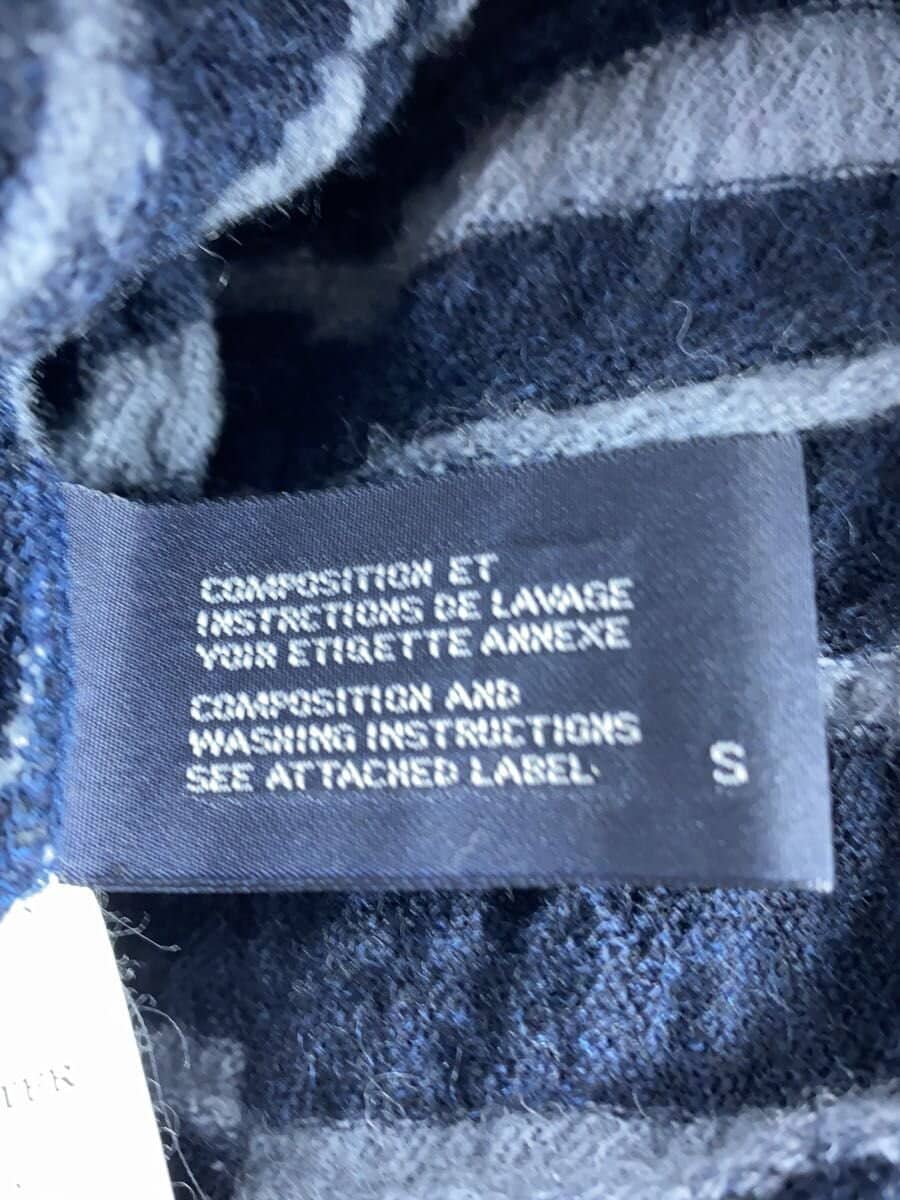 COMPOSITION ET
INSTRCTIONS DE LAVAGE
VOIR ETIQETTE ANNEXE
COMPOSITION AND
WASHING INSTRUCTIONS
SEE ATTACHED LABEL
S